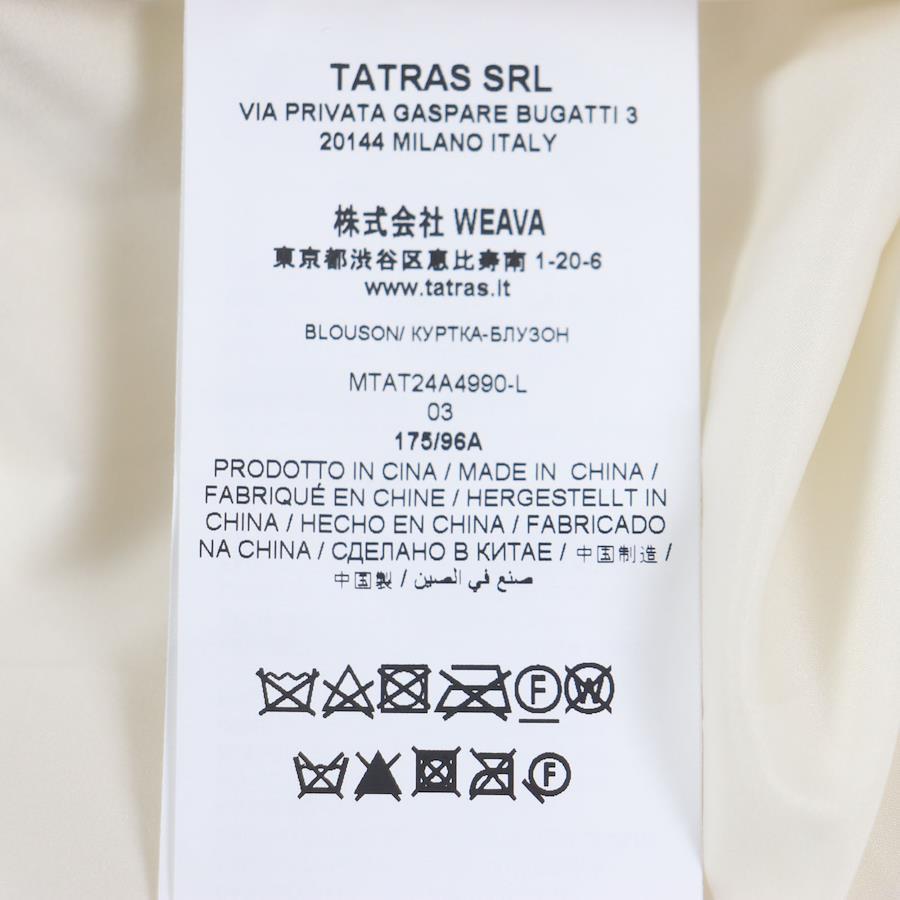 TATRAS SRL
VIA PRIVATA GASPARE BUGATTI 3
20144 MILANO ITALY
株式会社 WEAVA
東京都渋谷区恵比寿南 1-20-6
www.tatras.it
BLOUSON/ КУРТКА-БЛУЗОН
MTAT24A4990-L
03
175/96A
PRODOTTO IN CINA / MADE IN CHINA /
FABRIQUÉ EN CHINE / HERGESTELLT IN
CHINA / HECHO EN CHINA / FABRICADO
NA CHINA / СДЕЛАНО В КИТАЕ / 中国制造 /
中国製 / صنع في الصين
F W
F